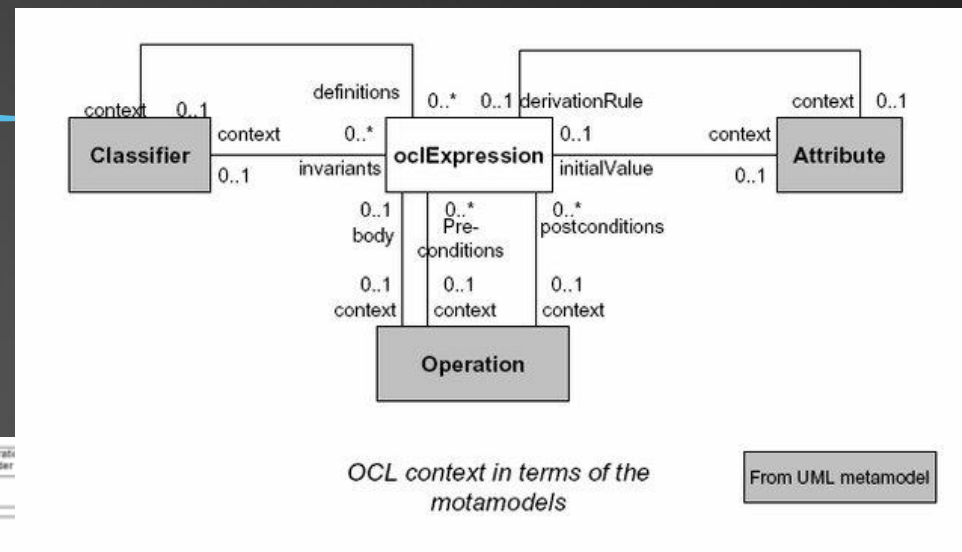 definitions 0..* 0..1 derivationRule
context 0..1 context 0..1
Classifier context 0..* oclExpression 0..1 context Attribute
0..1 invariants initialValue 0..1
0..1 0..* 0..*
body Pre- postconditions
conditions
0..1 0..1 0..1
context context context
Operation
OCL context in terms of the
motamodels
From UML metamodel